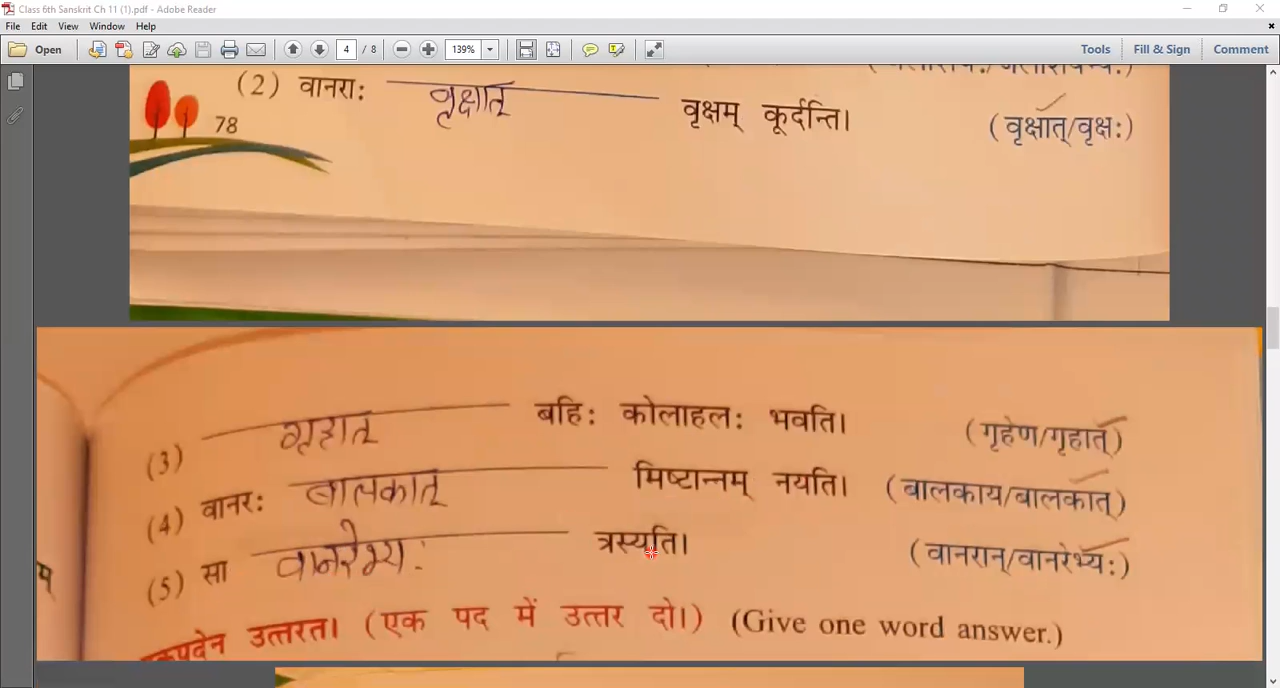 Class 6th Sanskrit Ch 11 (1).pdf - Adobe Reader
File Edit View Window Help
Open 4 / 8 139% Tools Fill & Sign Comment
(2) वानराः वृक्षात् वृक्षम् कूर्दन्ति। (वृक्षात्/वृक्षः)
78
(3) गृहात् बहिः कोलाहलः भवति। (गृहेण/गृहात्)
(4) वानरः बालकात् मिष्टान्नम् नयति। (बालकाय/बालकात्)
(5) सा वानरेभ्यः त्रस्यति। (वानरान्/वानरेभ्यः)
उत्तरत। (एक पद में उत्तर दो।) (Give one word answer.)